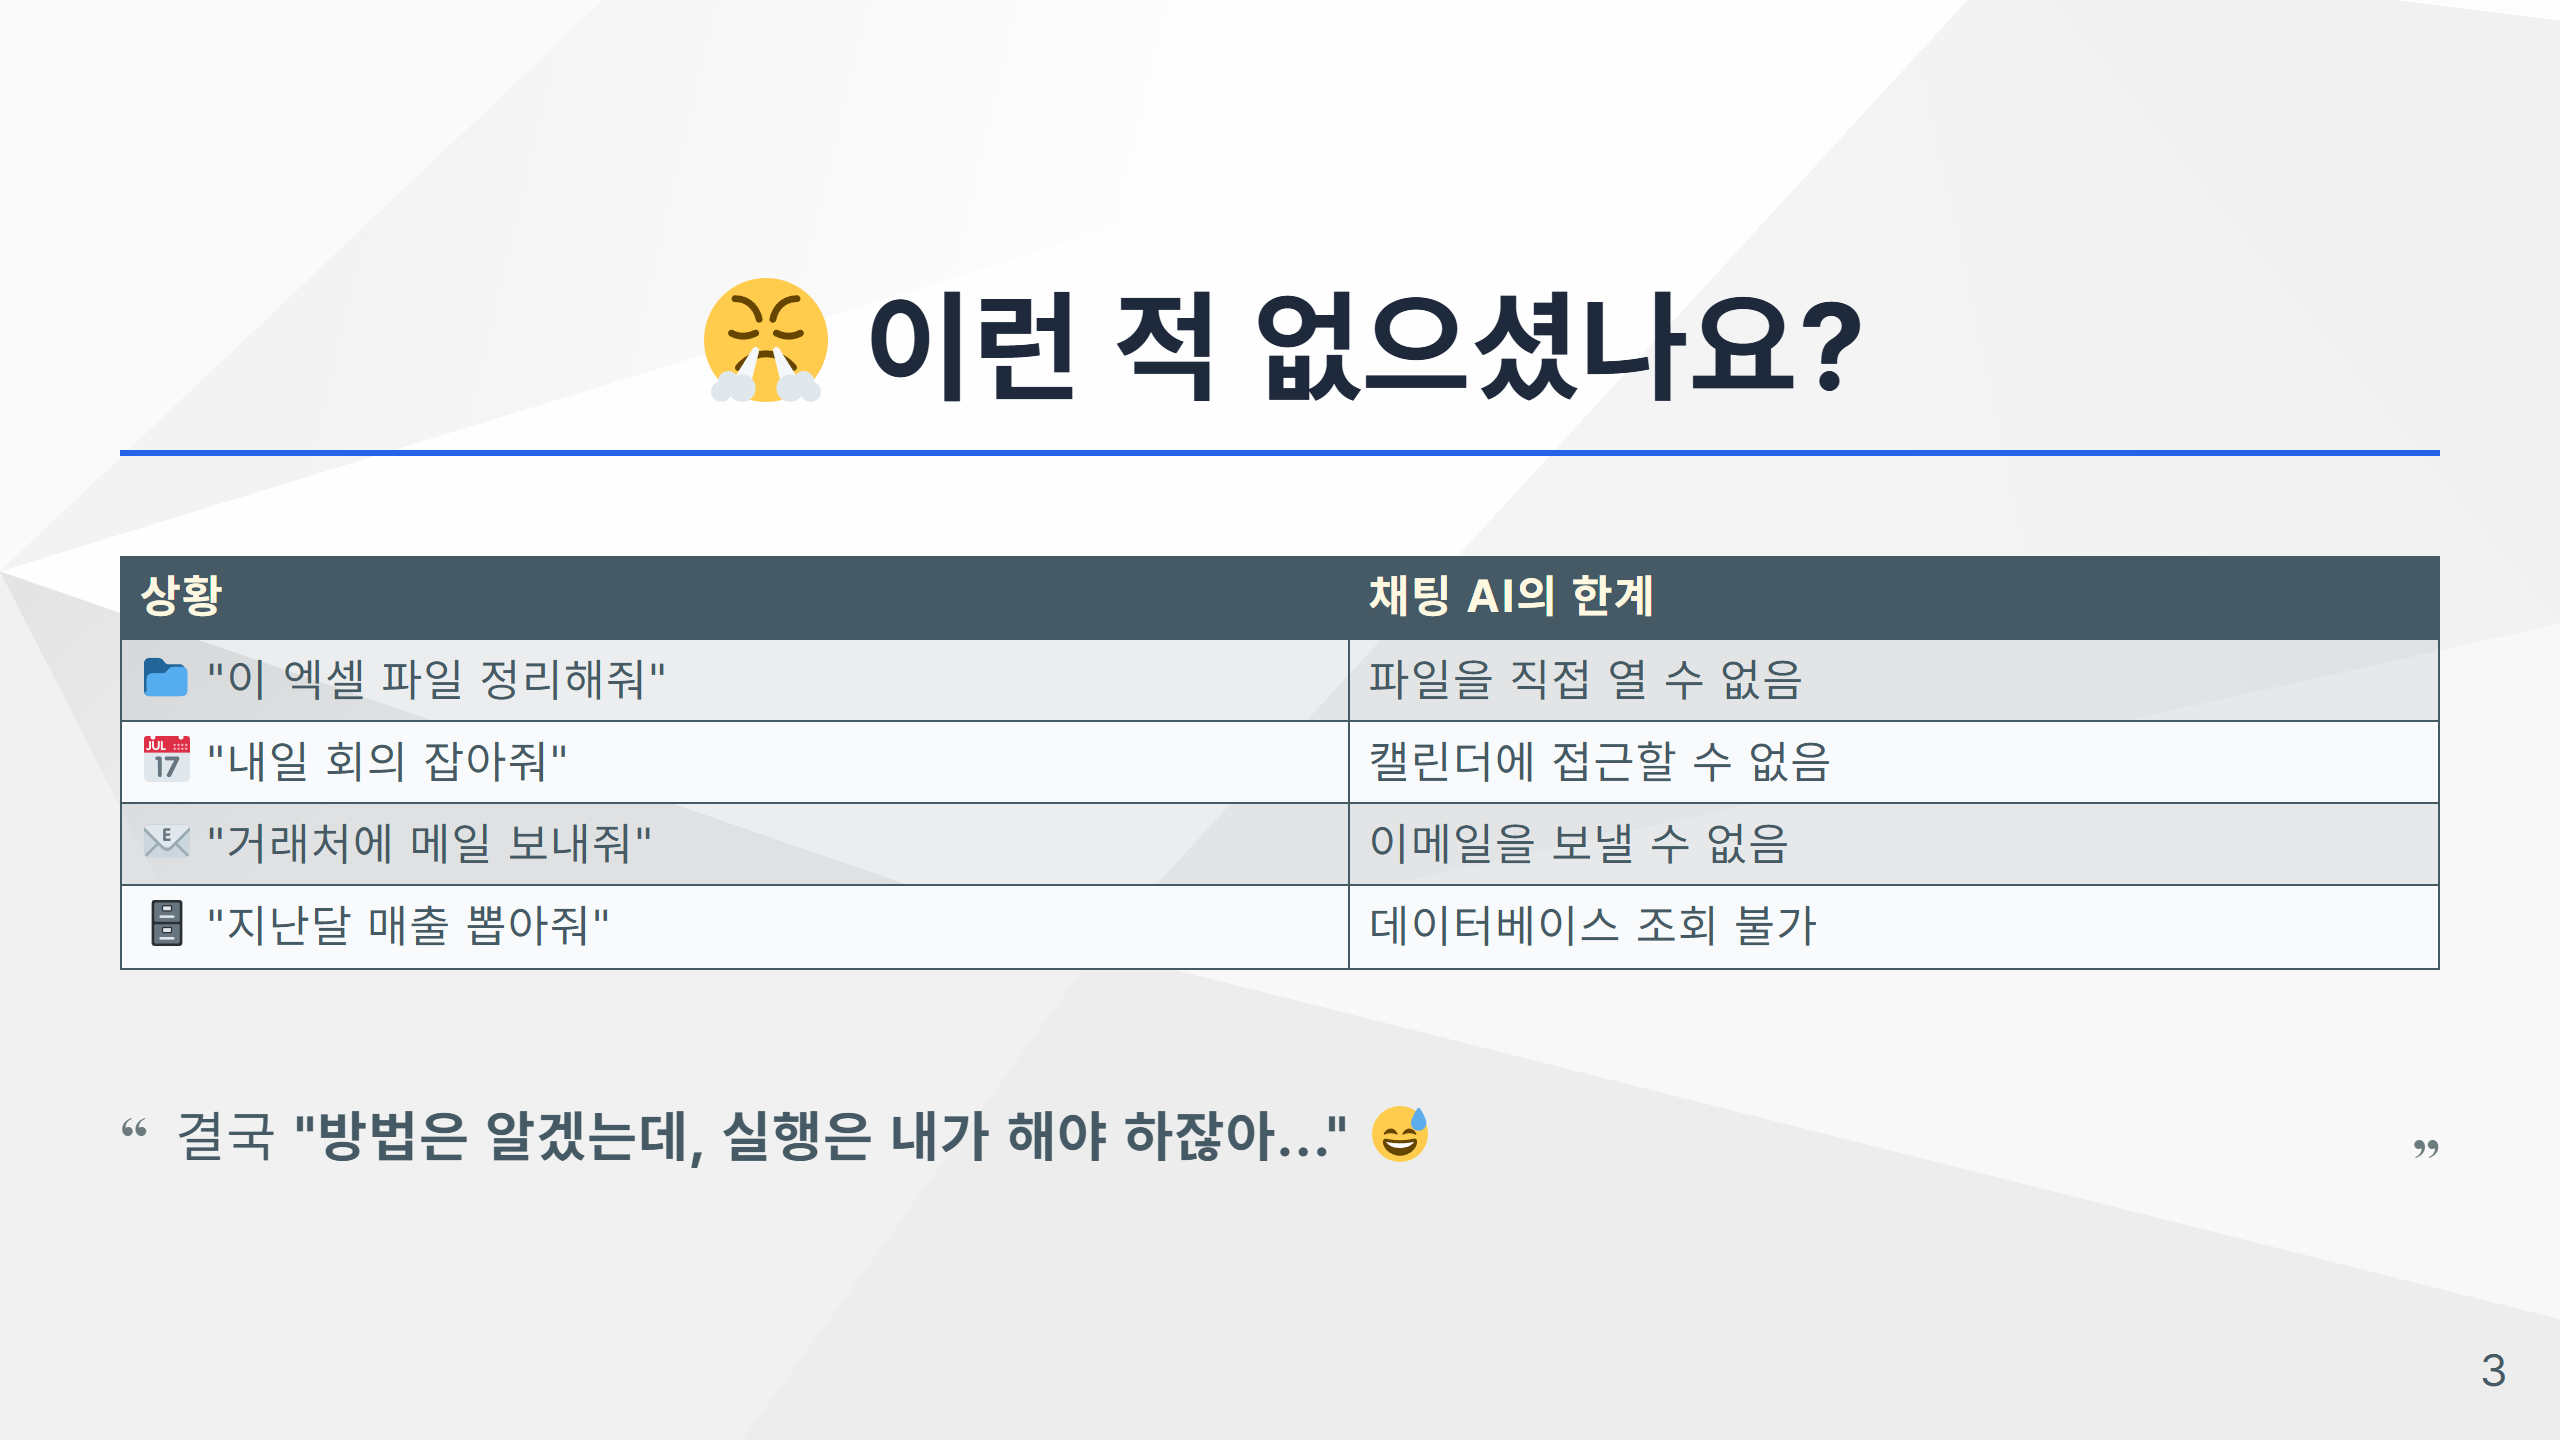 😤 이런 적 없으셨나요?
상황 채팅 AI의 한계
📂 "이 엑셀 파일 정리해줘" 파일을 직접 열 수 없음
📅 "내일 회의 잡아줘" 캘린더에 접근할 수 없음
📧 "거래처에 메일 보내줘" 이메일을 보낼 수 없음
🗄️ "지난달 매출 뽑아줘" 데이터베이스 조회 불가
“ 결국 "방법은 알겠는데, 실행은 내가 해야 하잖아..." 😅 ”
3